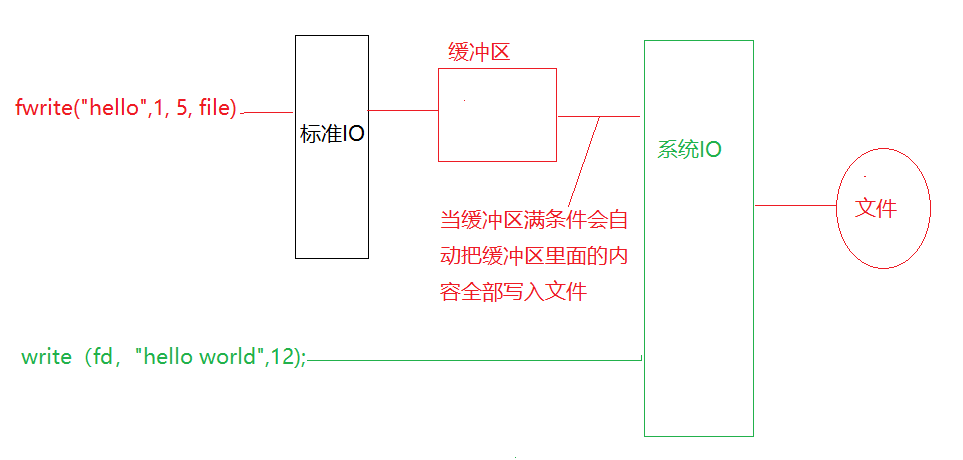 缓冲区
fwrite("hello",1, 5, file)
标准IO
系统IO
文件
当缓冲区满条件会自
动把缓冲区里面的内
容全部写入文件
write（fd，"hello world",12);